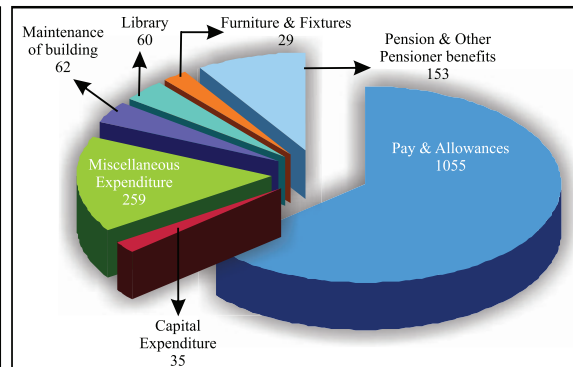 Maintenance
of building
62
Library
60
Furniture & Fixtures
29
Pension & Other
Pensioner benefits
153
Pay & Allowances
1055
Miscellaneous
Expenditure
259
Capital
Expenditure
35